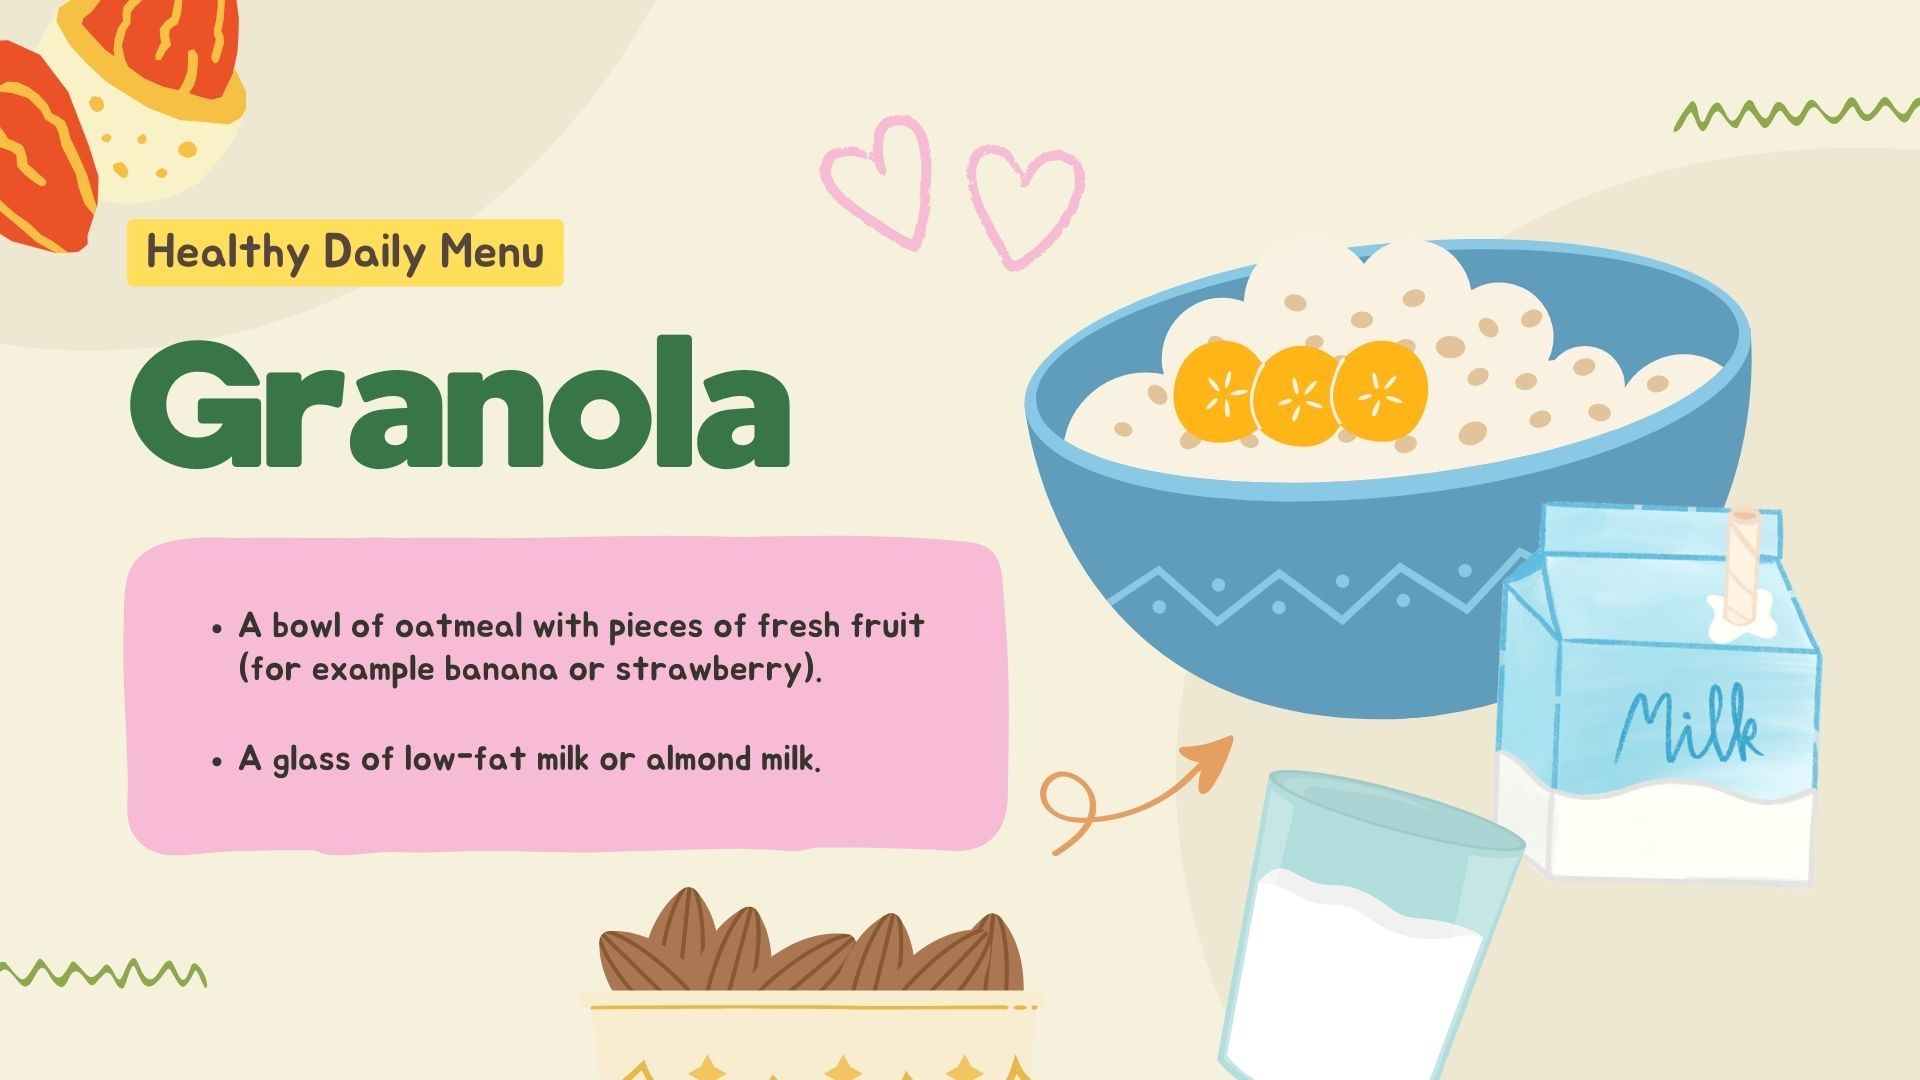 Healthy Daily Menu
Granola
• A bowl of oatmeal with pieces of fresh fruit
(for example banana or strawberry).
• A glass of low-fat milk or almond milk.
Milk